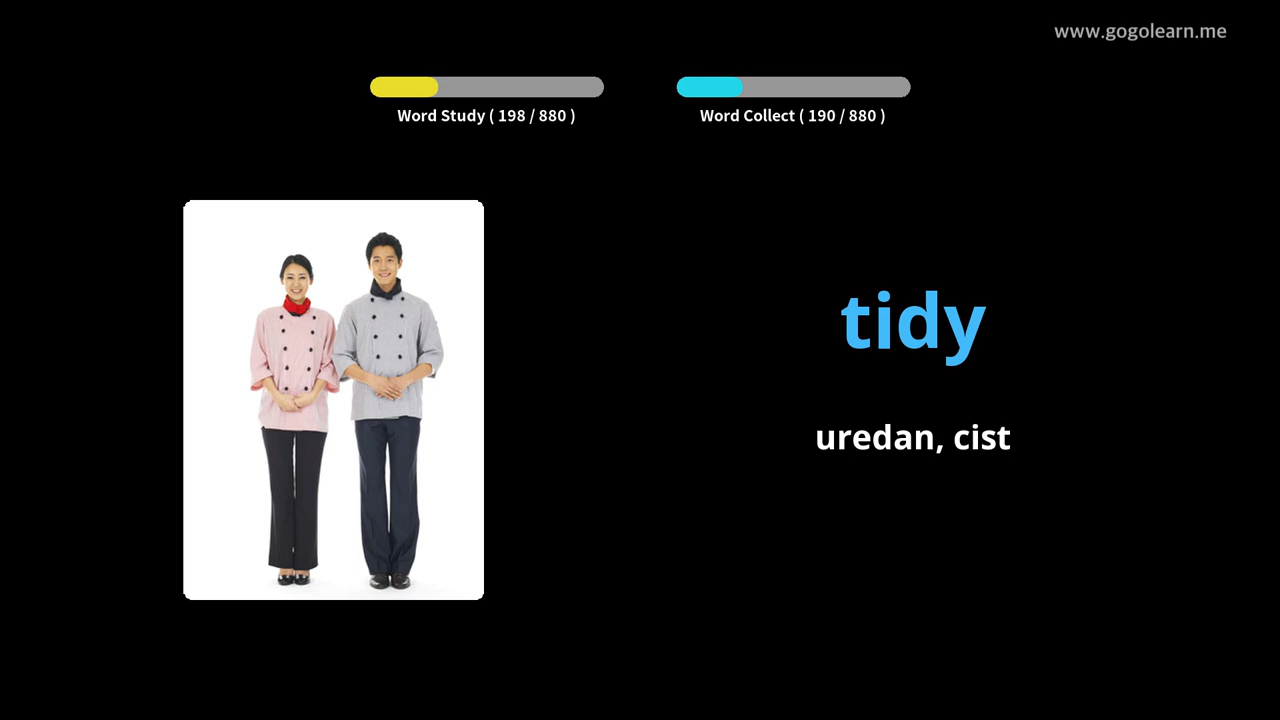 www.gogolearn.me
Word Study ( 198 / 880 )
Word Collect ( 190 / 880 )
tidy
uredan, cist